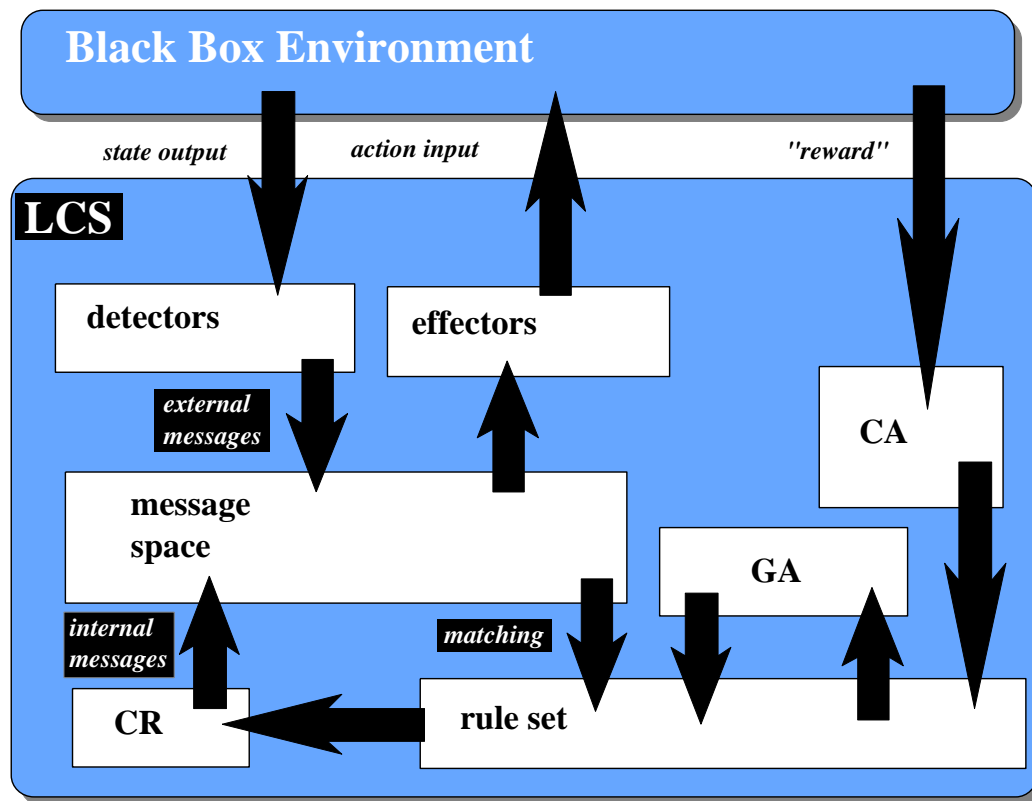 Black Box Environment
state output
action input
"reward"
LCS
detectors
effectors
external
messages
CA
message
space
GA
internal
messages
matching
CR
rule set